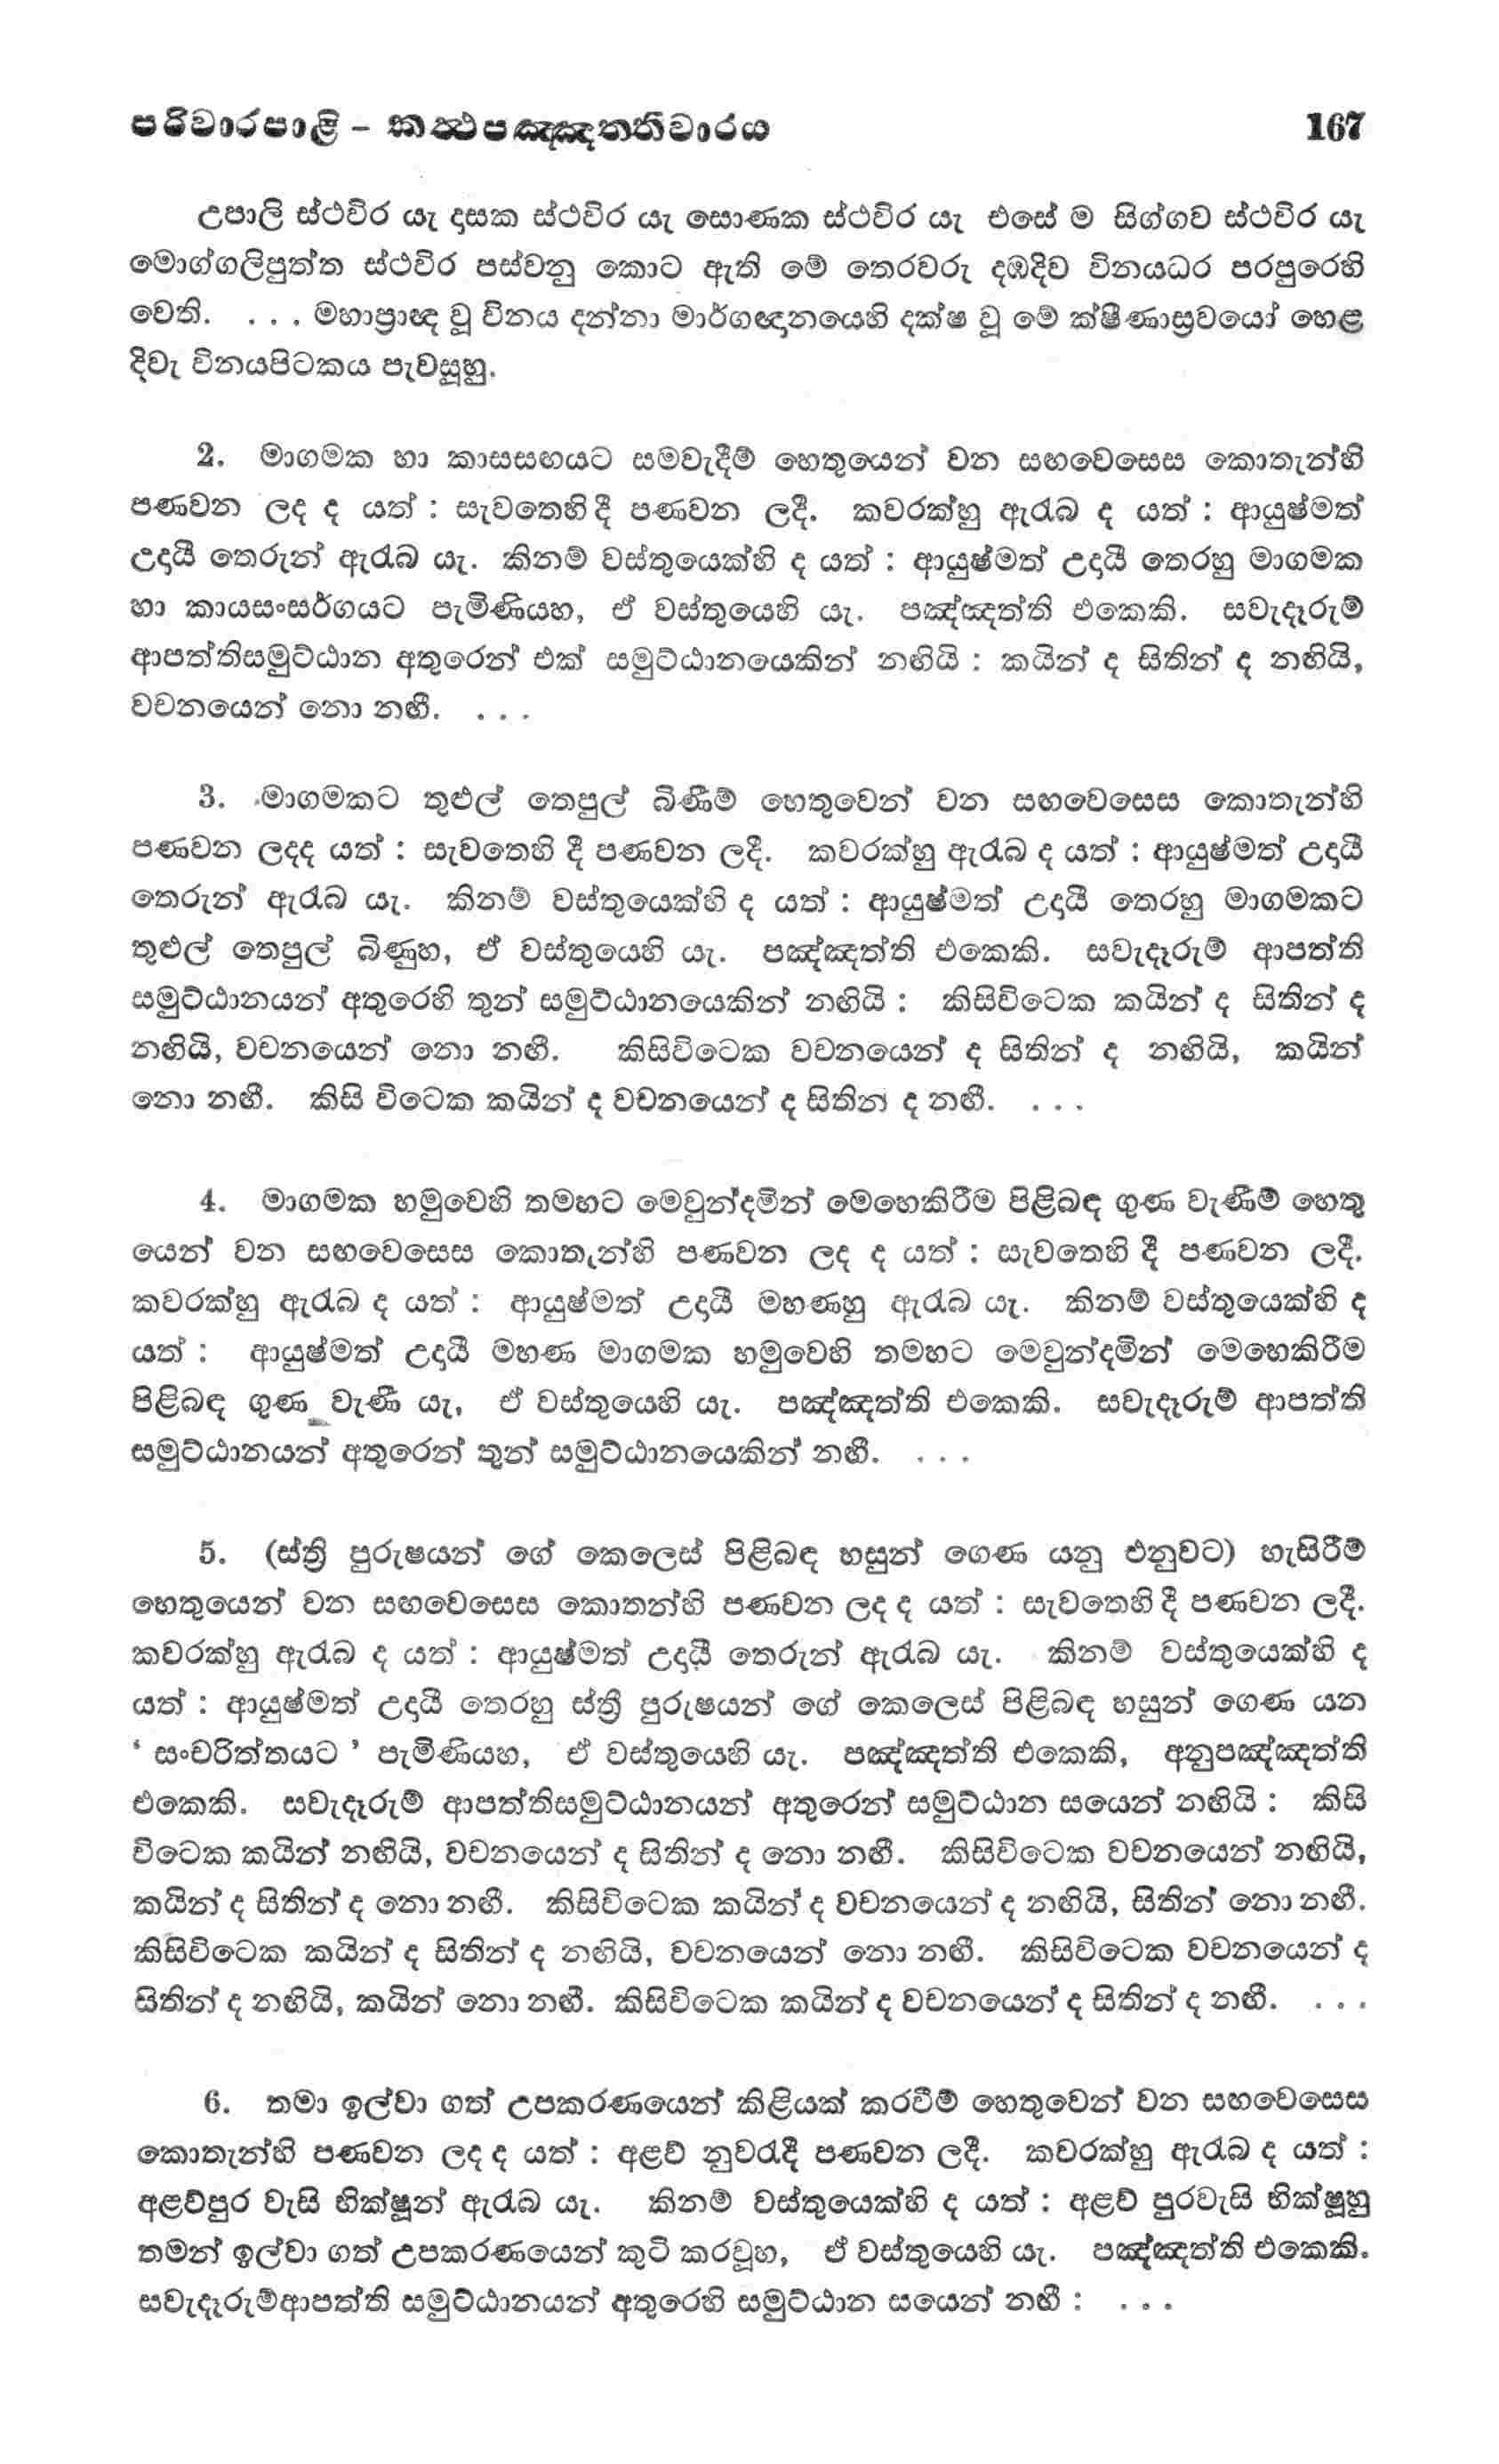 පරිවාරපාළි – කත්ථපඤ්ඤත්තිවාරය 167
උපාලි ස්ථවිර යැ දාසක ස්ථවිර යැ සොණක ස්ථවිර යැ එසේ ම සිග්ගව ස්ථවිර යැ
මොග්ගලිපුත්ත ස්ථවිර පස්වනු කොට ඇති මේ තෙරවරු දඹදිව විනයධර පරපුරෙහි
වෙති. . . . මහාප්‍රාඥ වූ විනය දන්නා මාර්ගඥානයෙහි දක්ෂ වූ මේ ක්ෂීණාස්‍රවයෝ හෙළ
දිවැ විනයපිටකය පැවසූහු.
2. මාගමක හා කාසසඟයට සමවැදීම් හෙතුයෙන් වන සඟවෙසෙස කොතැන්හි
පණවන ලද ද යත් : සැවතෙහි දී පණවන ලදී. කවරක්හු ඇරැබ ද යත් : ආයුෂ්මත්
උදායී තෙරුන් ඇරැබ යැ. කිනම් වස්තුයෙක්හි ද යත් : ආයුෂ්මත් උදායී තෙරහු මාගමක
හා කායසංසර්ගයට පැමිණියහ, ඒ වස්තුයෙහි යැ. පඤ්ඤත්ති එකෙකි. සවැදෑරුම්
ආපත්තිසමුට්ඨාන අතුරෙන් එක් සමුට්ඨානයෙකින් නඟියි : කයින් ද සිතින් ද නඟියි,
වචනයෙන් නො නඟී. . . .
3. මාගමකට තුළුල් තෙපුල් බිණීම් හෙතුවෙන් වන සඟවෙසෙස කොතැන්හි
පණවන ලදද යත් : සැවතෙහි දී පණවන ලදී. කවරක්හු ඇරැබ ද යත් : ආයුෂ්මත් උදායී
තෙරුන් ඇරැබ යැ. කිනම් වස්තුයෙක්හි ද යත් : ආයුෂ්මත් උදායී තෙරහු මාගමකට
තුළුල් තෙපුල් බිණූහ, ඒ වස්තුයෙහි යැ. පඤ්ඤත්ති එකෙකි. සවැදෑරුම් ආපත්ති
සමුට්ඨානයන් අතුරෙහි තුන් සමුට්ඨානයෙකින් නඟියි : කිසිවිටෙක කයින් ද සිතින් ද
නඟියි, වචනයෙන් නො නඟී. කිසිවිටෙක වචනයෙන් ද සිතින් ද නඟියි, කයින්
නො නඟී. කිසි විටෙක කයින් ද වචනයෙන් ද සිතින් ද නඟී. . . .
4. මාගමක හමුවෙහි තමහට මෙවුන්දමින් මෙහෙකිරීම පිළිබඳ ගුණ වැණීම් හෙතු
යෙන් වන සඟවෙසෙස කොතැන්හි පණවන ලද ද යත් : සැවතෙහි දී පණවන ලදී.
කවරක්හු ඇරැබ ද යත් : ආයුෂ්මත් උදායී මහණහු ඇරැබ යැ. කිනම් වස්තුයෙක්හි ද
යත් : ආයුෂ්මත් උදායී මහණ මාගමක හමුවෙහි තමහට මෙවුන්දමින් මෙහෙකිරීම
පිළිබඳ ගුණ වැණී යැ, ඒ වස්තුයෙහි යැ. පඤ්ඤත්ති එකෙකි. සවැදෑරුම් ආපත්ති
සමුට්ඨානයන් අතුරෙන් තුන් සමුට්ඨානයෙකින් නඟී. . . .
5. (ස්ත්‍රි පුරුෂයන් ගේ කෙලෙස් පිළිබඳ හසුන් ගෙණ යනු එනුවට) හැසිරීම්
හෙතුයෙන් වන සඟවෙසෙස කොතන්හි පණවන ලද ද යත් : සැවතෙහි දී පණවන ලදී.
කවරක්හු ඇරැබ ද යත් : ආයුෂ්මත් උදායී තෙරුන් ඇරැබ යැ. කිනම් වස්තුයෙක්හි ද
යත් : ආයුෂ්මත් උදායී තෙරහු ස්ත්‍රී පුරුෂයන් ගේ කෙලෙස් පිළිබඳ හසුන් ගෙණ යන
‘ සංචරිත්තයට ’ පැමිණියහ, ඒ වස්තුයෙහි යැ. පඤ්ඤත්ති එකෙකි, අනුපඤ්ඤත්ති
එකෙකි. සවැදෑරුම් ආපත්තිසමුට්ඨානයන් අතුරෙන් සමුට්ඨාන සයෙන් නඟියි : කිසි
විටෙක කයින් නඟියි, වචනයෙන් ද සිතින් ද නො නඟී. කිසිවිටෙක වචනයෙන් නඟියි,
කයින් ද සිතින් ද නො නඟී. කිසිවිටෙක කයින් ද වචනයෙන් ද නඟියි, සිතින් නො නඟී.
කිසිවිටෙක කයින් ද සිතින් ද නඟියි, වචනයෙන් නො නඟී. කිසිවිටෙක වචනයෙන් ද
සිතින් ද නඟියි, කයින් නො නඟී. කිසිවිටෙක කයින් ද වචනයෙන් ද සිතින් ද නඟී. . . .
6. තමා ඉල්වා ගත් උපකරණයෙන් කිළියක් කරවීම් හෙතුවෙන් වන සඟවෙසෙස
කොතැන්හි පණවන ලද ද යත් : අළව් නුවරැදී පණවන ලදී. කවරක්හු ඇරැබ ද යත් :
අළව්පුර වැසි භික්ෂූන් ඇරැබ යැ. කිනම් වස්තුයෙක්හි ද යත් : අළව් පුරවැසි භික්ෂූහු
තමන් ඉල්වා ගත් උපකරණයෙන් කුටි කරවූහ, ඒ වස්තුයෙහි යැ. පඤ්ඤත්ති එකෙකි.
සවැදෑරුම්ආපත්ති සමුට්ඨානයන් අතුරෙහි සමුට්ඨාන සයෙන් නඟී : . . .